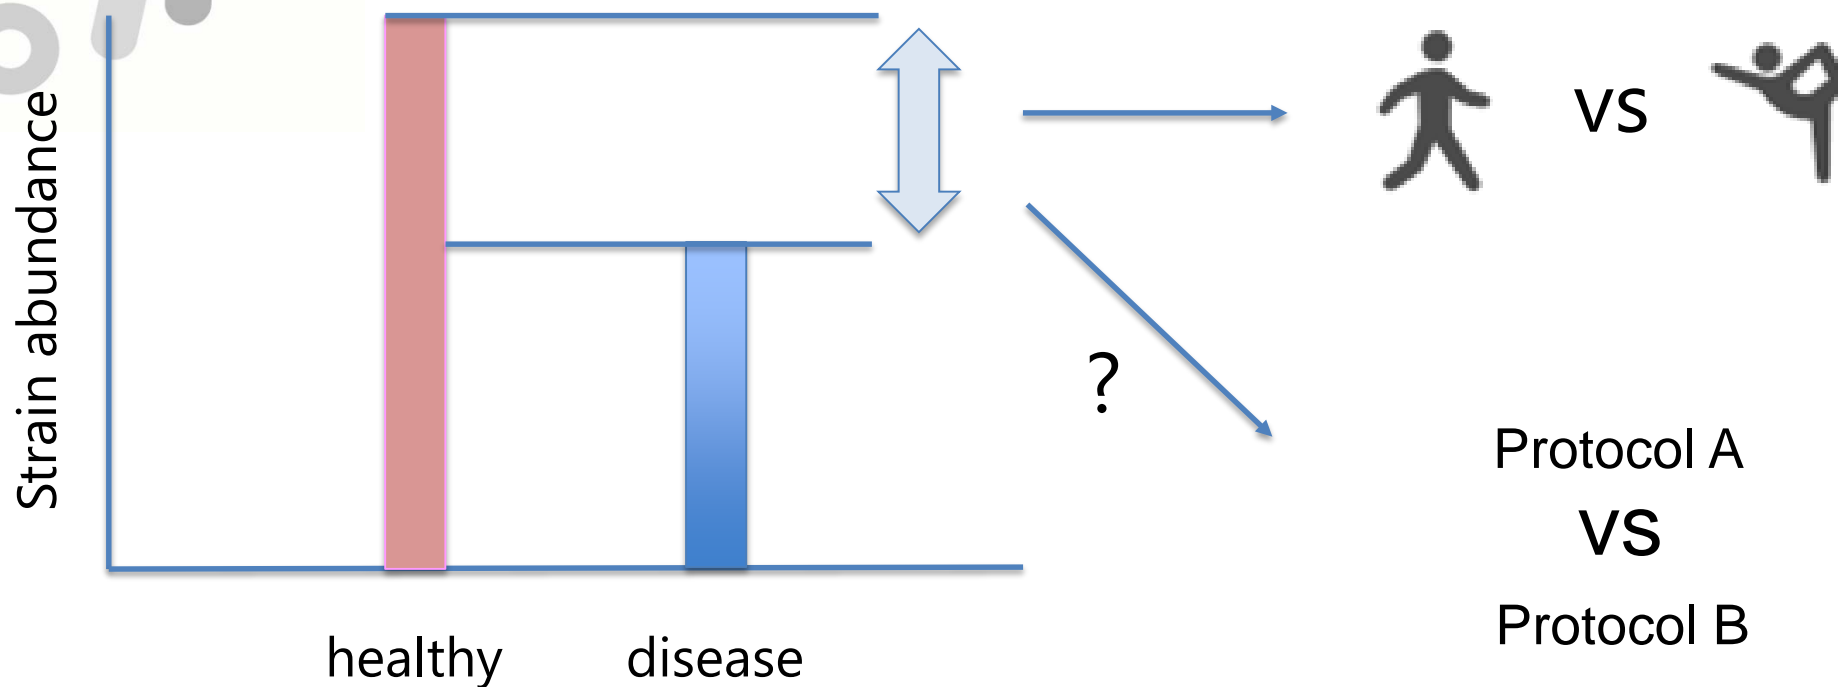 Strain abundance
healthy
disease
?
vs
Protocol A
vs
Protocol B